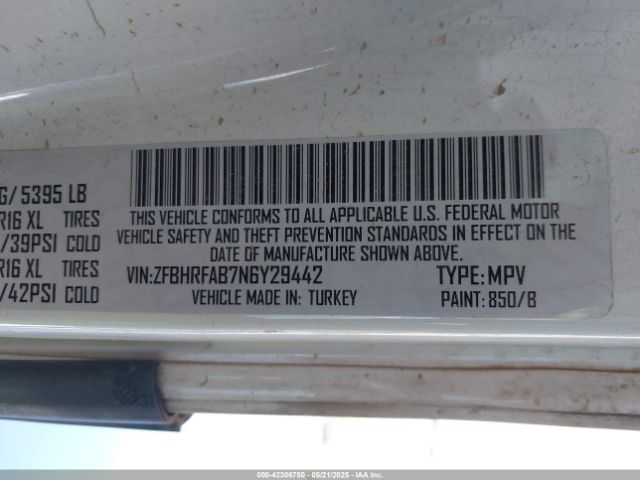 G/ 5395 LB
R16 XL TIRES
/39PSI COLD
R16 XL TIRES
/42PSI COLD
THIS VEHICLE CONFORMS TO ALL APPLICABLE U.S. FEDERAL MOTOR
VEHICLE SAFETY AND THEFT PREVENTION STANDARDS IN EFFECT ON THE
DATE OF MANUFACTURE SHOWN ABOVE.
VIN:ZFBHRFAB7N6Y29442 TYPE:MPV
VEHICLE MADE IN: TURKEY PAINT:850/B
000-42306750 - 05/21/2025 - IAA Inc.